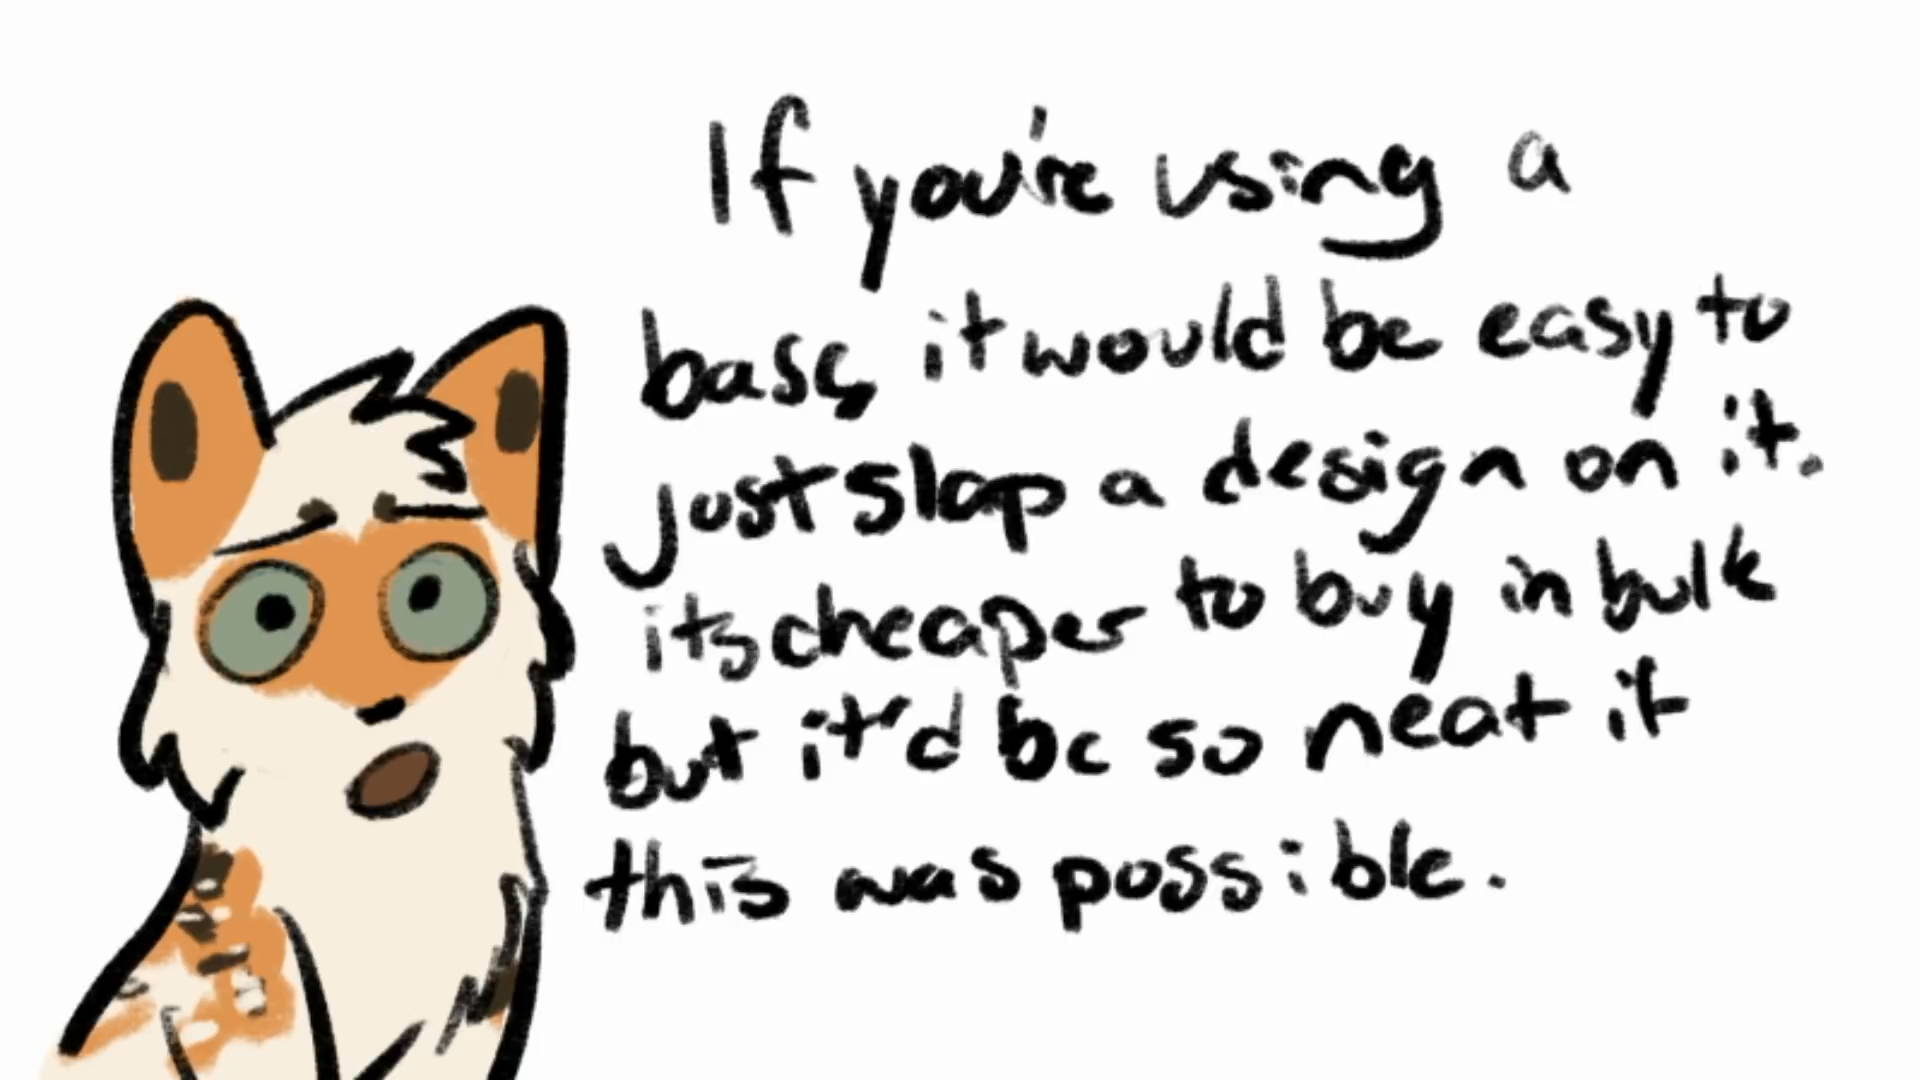 If you're using a
base it would be easy to
just slap a design on it.
its cheaper to buy in bulk
but it'd be so neat if
this was possible.